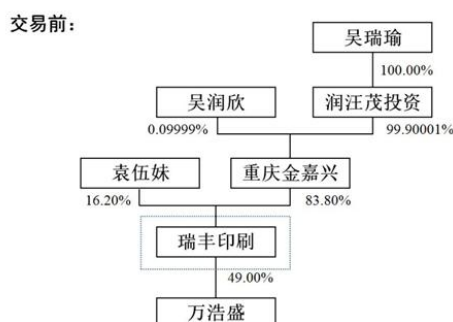 交易前：
吴瑞瑜
100.00%
吴润欣
润汪茂投资
0.09999%
99.90001%
袁伍妹
重庆金嘉兴
16.20%
83.80%
瑞丰印刷
49.00%
万浩盛